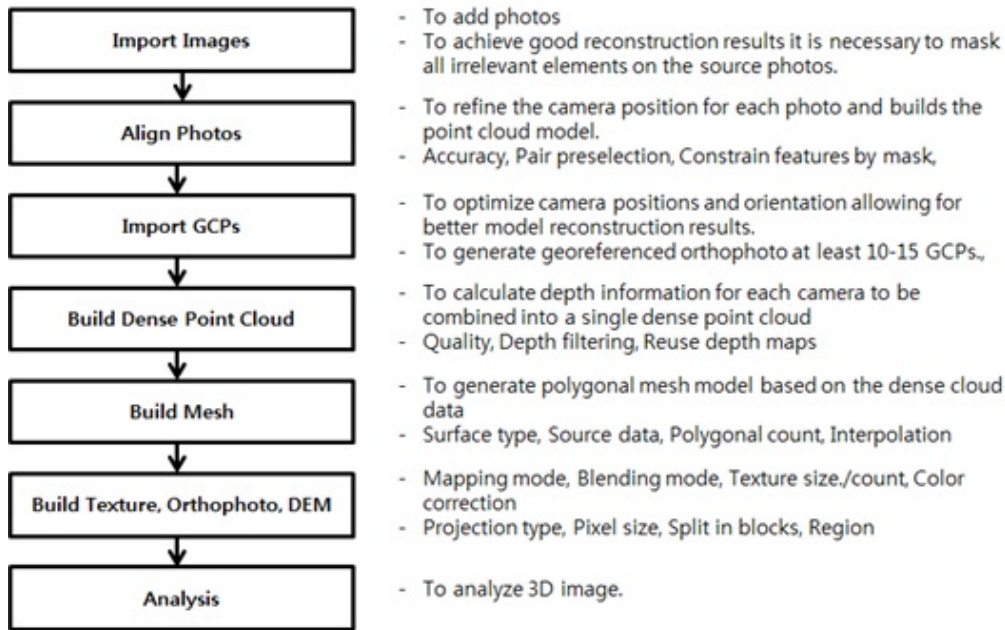 Import Images
- To add photos
- To achieve good reconstruction results it is necessary to mask
all irrelevant elements on the source photos.
Align Photos
- To refine the camera position for each photo and builds the
point cloud model.
- Accuracy, Pair preselection, Constrain features by mask,
Import GCPs
- To optimize camera positions and orientation allowing for
better model reconstruction results.
- To generate georeferenced orthophoto at least 10-15 GCPs.,
Build Dense Point Cloud
- To calculate depth information for each camera to be
combined into a single dense point cloud
- Quality, Depth filtering, Reuse depth maps
Build Mesh
- To generate polygonal mesh model based on the dense cloud
data
- Surface type, Source data, Polygonal count, Interpolation
Build Texture, Orthophoto, DEM
- Mapping mode, Blending mode, Texture size./count, Color
correction
- Projection type, Pixel size, Split in blocks, Region
Analysis
- To analyze 3D image.